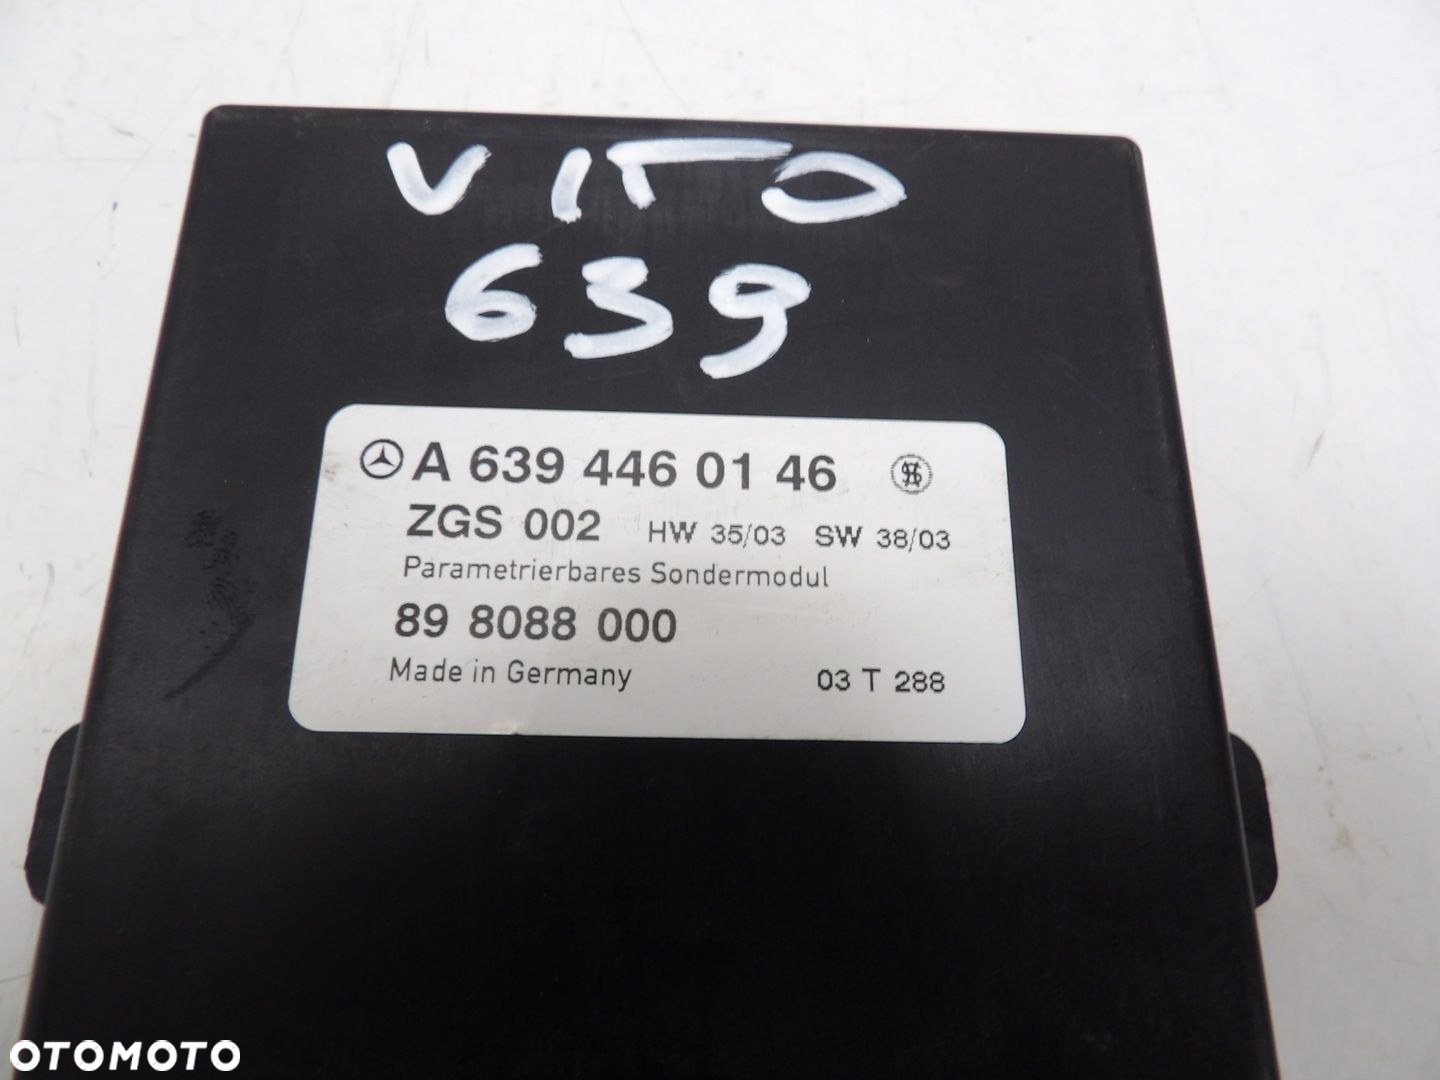 VITO
639
A 639 446 01 46
ZGS 002 HW 35/03 SW 38/03
Parametrierbares Sondermodul
89 8088 000
Made in Germany 03 T 288
OTOMOTO